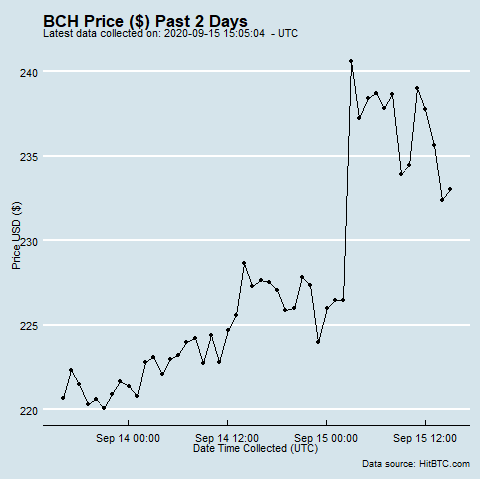 BCH Price ($) Past 2 Days
Latest data collected on: 2020-09-15 15:05:04 - UTC
240
235
230
225
220
Price USD ($)
Sep 14 00:00 Sep 14 12:00 Sep 15 00:00 Sep 15 12:00
Date Time Collected (UTC)
Data source: HitBTC.com